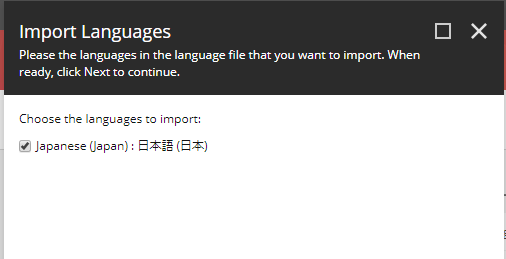 Import Languages
Please the languages in the language file that you want to import. When
ready, click Next to continue.
Choose the languages to import:
Japanese (Japan) : 日本語 (日本)